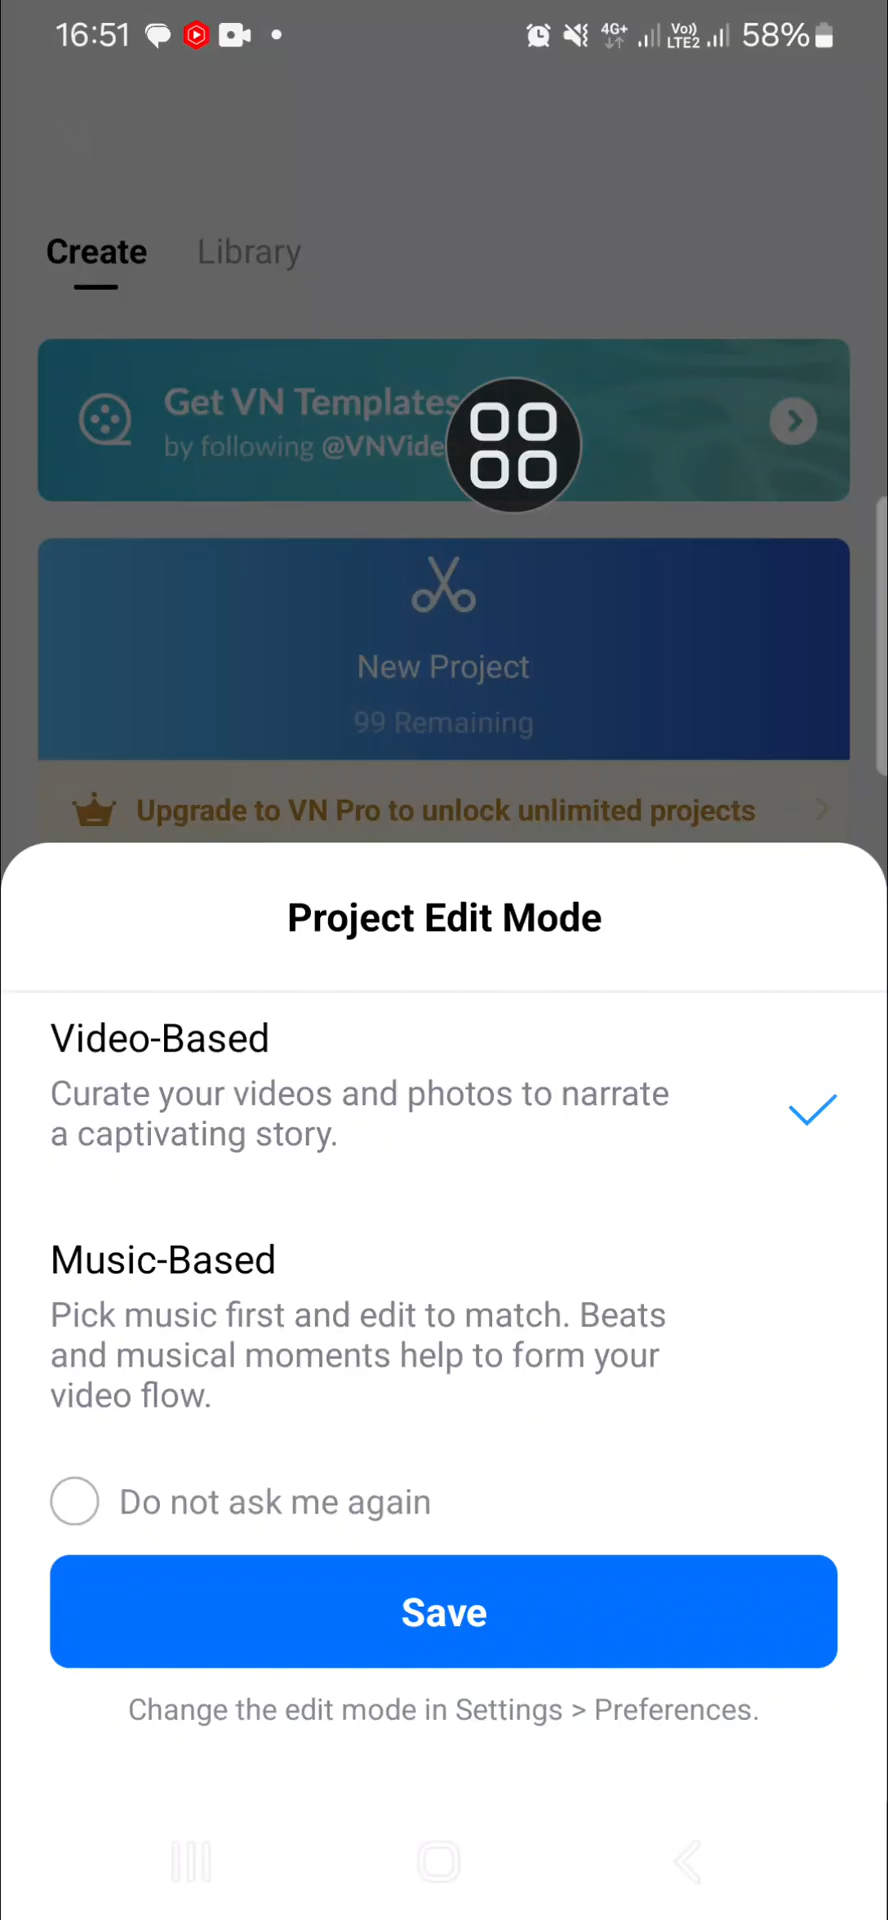 16:51
4G+
Vo))
LTE2
58%
Create
Library
Get VN Templates
by following @VNVide
New Project
99 Remaining
Upgrade to VN Pro to unlock unlimited projects
Project Edit Mode
Video-Based
Curate your videos and photos to narrate
a captivating story.
Music-Based
Pick music first and edit to match. Beats
and musical moments help to form your
video flow.
Do not ask me again
Save
Change the edit mode in Settings > Preferences.